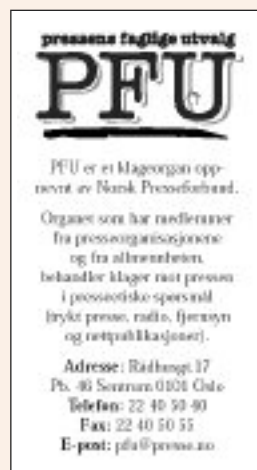 pressens faglige utvalg
PFU
PFU er et klageorgan opp-
nevnt av Norsk Presseforbund.
Organet som har medlemmer
fra presseorganisasjonene
og fra allmennheten,
behandler klager mot pressen
i presseetiske spørsmål
(trykt presse, radio, fjernsyn
og nettpublikasjoner).
Adresse: Rådhusgt.17
Pb. 46 Sentrum 0101 Oslo
Telefon: 22 40 50 40
Fax: 22 40 50 55
E-post: pfu@presse.no